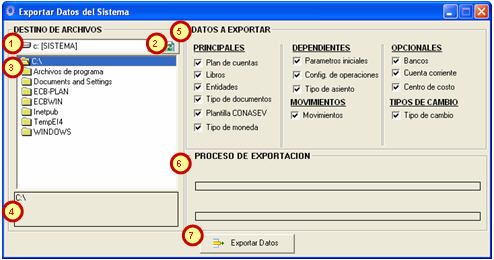 Exportar Datos del Sistema
DESTINO DE ARCHIVOS
1
c: [SISTEMA]
2
3
C:\
Archivos de programa
Documents and Settings
ECB-PLAN
ECBWIN
Inetpub
TempEI4
WINDOWS
4
C:\
5
DATOS A EXPORTAR
PRINCIPALES
Plan de cuentas
Libros
Entidades
Tipo de documentos
Plantilla CONASEV
Tipo de moneda
DEPENDIENTES
Parametros iniciales
Config. de operaciones
Tipo de asiento
MOVIMIENTOS
Movimientos
OPCIONALES
Bancos
Cuenta corriente
Centro de costo
TIPOS DE CAMBIO
Tipo de cambio
6
PROCESO DE EXPORTACION
7
Exportar Datos